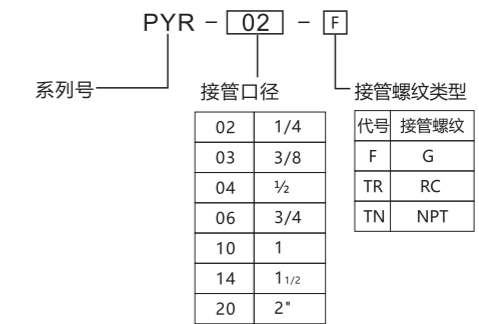 PYR - 02 - F
系列号 接管口径 接管螺纹类型
02 1/4
03 3/8
04 ½
06 3/4
10 1
14 1 1/2
20 2"
代号 接管螺纹
F G
TR RC
TN NPT